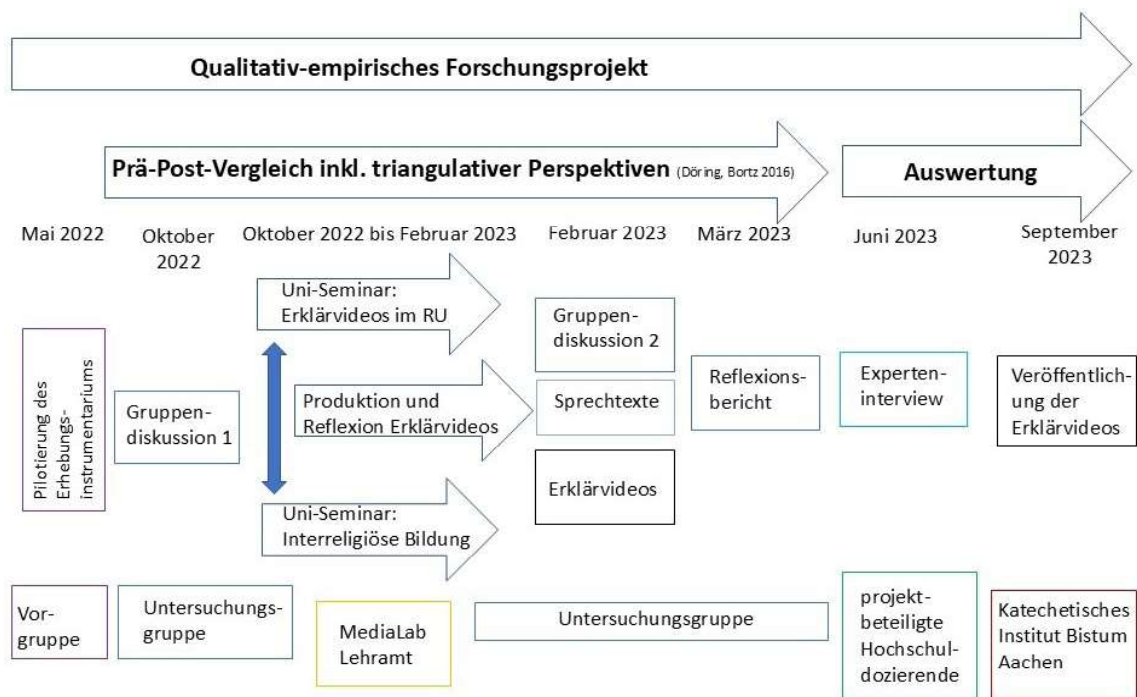 Qualitativ-empirisches Forschungsprojekt
Prä-Post-Vergleich inkl. triangulativer Perspektiven (Döring, Bortz 2016)
Auswertung
Mai 2022
Oktober
2022
Oktober 2022 bis Februar 2023
Februar 2023
März 2023
Juni 2023
September
2023
Pilotierung des
Erhebungs-
instrumentariums
Gruppen-
diskussion 1
Uni-Seminar:
Erklärvideos im RU
Produktion und
Reflexion Erklärvideos
Uni-Seminar:
Interreligiöse Bildung
Gruppen-
diskussion 2
Sprechtexte
Erklärvideos
Reflexions-
bericht
Experten-
interview
Veröffentlich-
ung der
Erklärvideos
Vor-
gruppe
Untersuchungs-
gruppe
MediaLab
Lehramt
Untersuchungsgruppe
projekt-
beteiligte
Hochschul-
dozierende
Katechetisches
Institut Bistum
Aachen